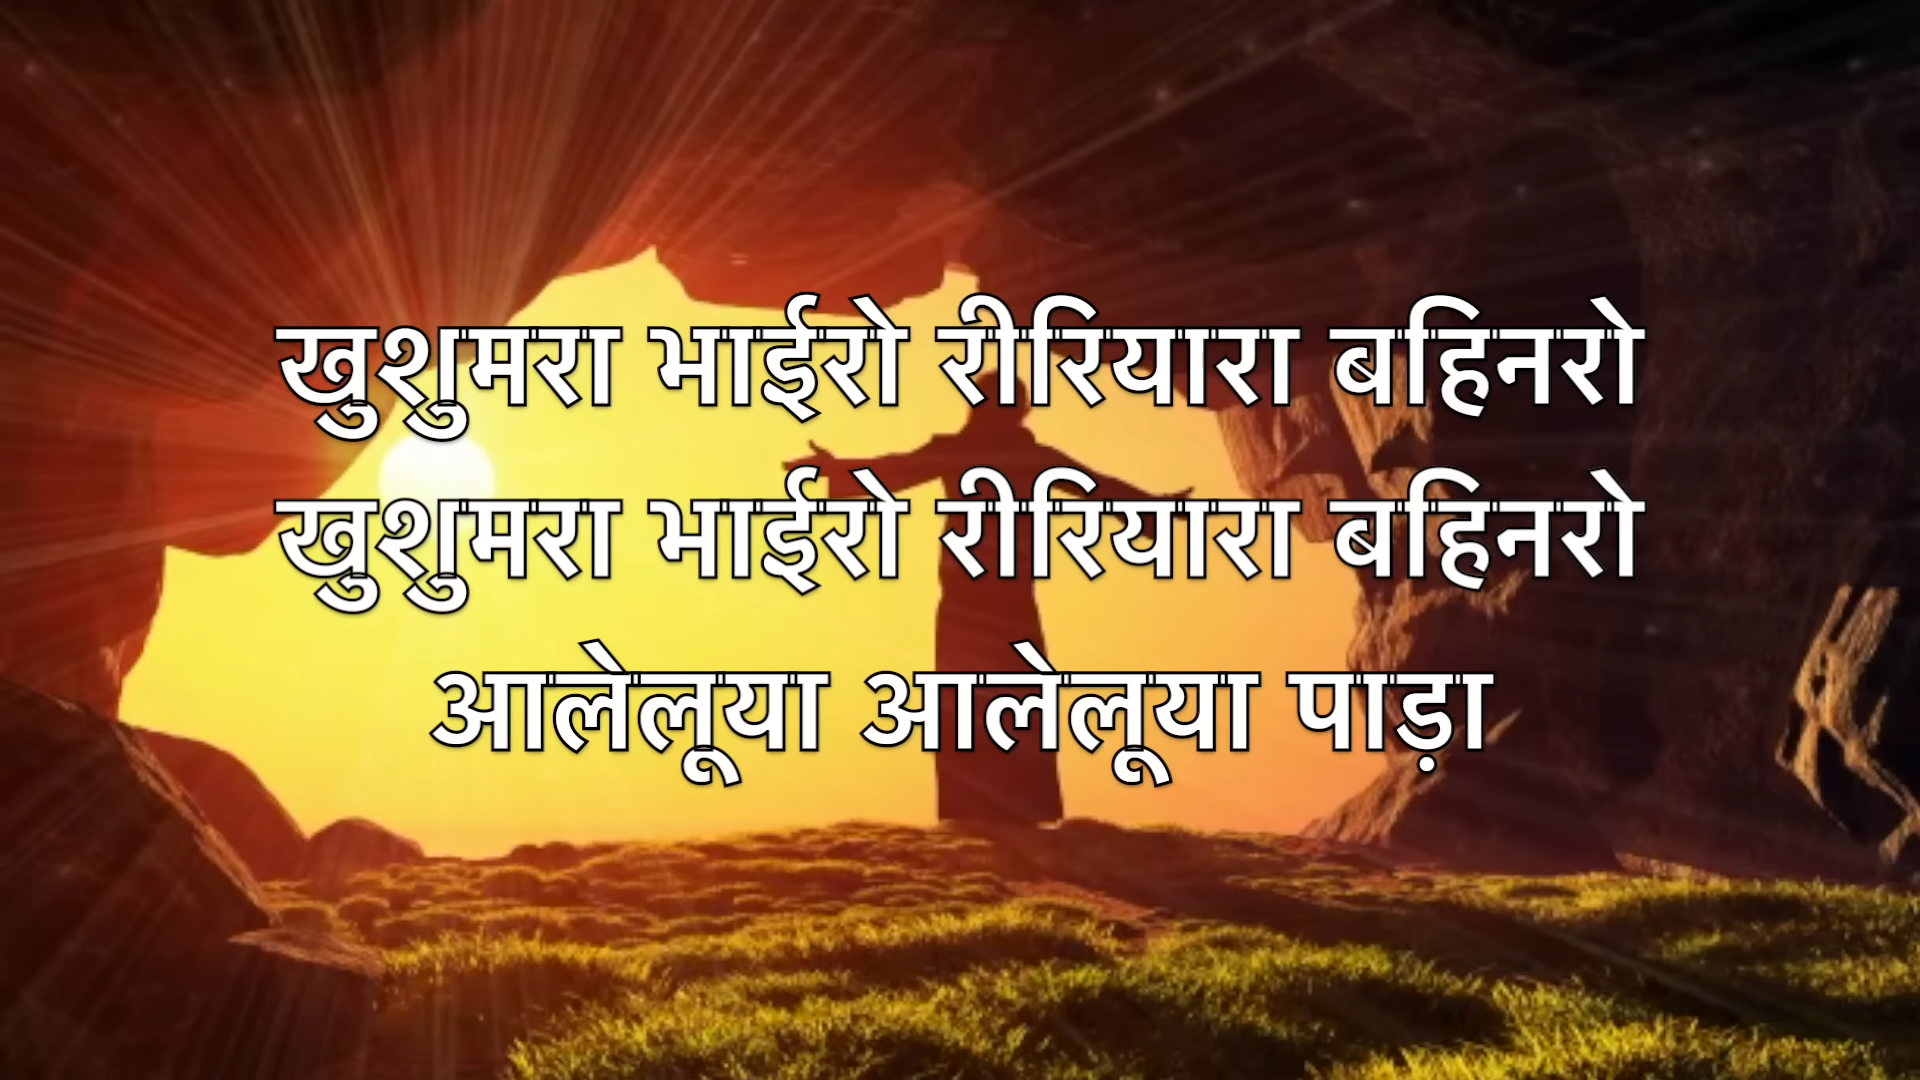 खुशुमरा भाईरो रीरियारा बहिनरो
खुशुमरा भाईरो रीरियारा बहिनरो
आलेलूया आलेलूया पाड़ा